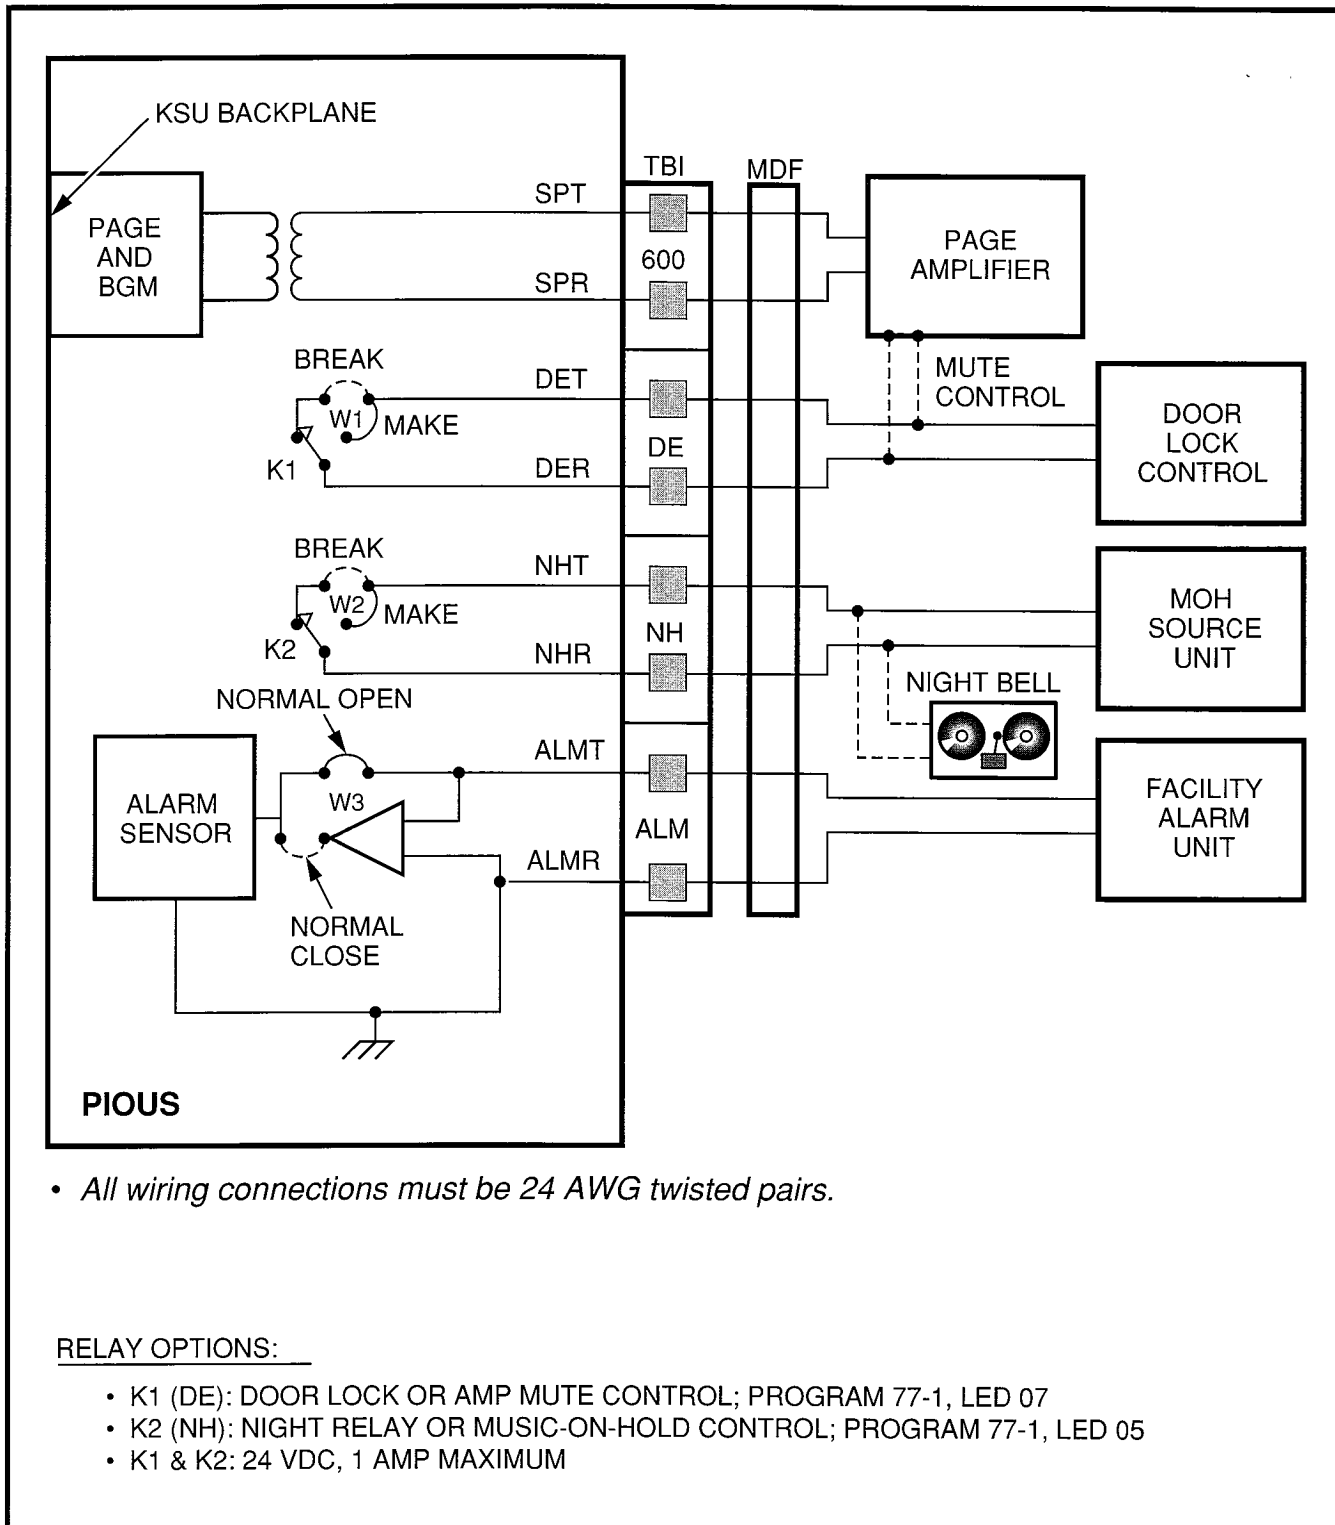 KSU BACKPLANE
TBI
MDF
SPT
PAGE
AND
BGM
600
SPR
PAGE
AMPLIFIER
BREAK
DET
W1
MAKE
MUTE
CONTROL
DE
K1
DER
DOOR
LOCK
CONTROL
BREAK
NHT
W2
MAKE
NH
K2
NHR
MOH
SOURCE
UNIT
NIGHT BELL
NORMAL OPEN
ALMT
W3
ALARM
SENSOR
ALM
ALMR
FACILITY
ALARM
UNIT
NORMAL
CLOSE
PIOUS
• All wiring connections must be 24 AWG twisted pairs.
RELAY OPTIONS:
• K1 (DE): DOOR LOCK OR AMP MUTE CONTROL; PROGRAM 77-1, LED 07
• K2 (NH): NIGHT RELAY OR MUSIC-ON-HOLD CONTROL; PROGRAM 77-1, LED 05
• K1 & K2: 24 VDC, 1 AMP MAXIMUM